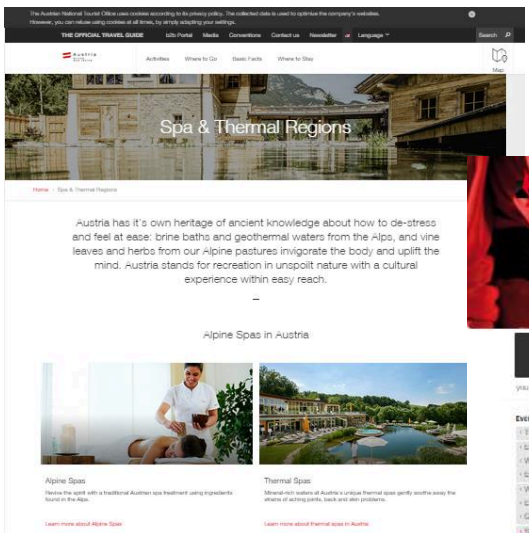 The Austrian National Tourist Office uses cookies according to its privacy policy. The collected data is used to optimise the company's websites.
However, you can refuse using cookies at all times, by simply adapting your settings.
THE OFFICIAL TRAVEL GUIDE b2b Portal Media Conventions Contact us Newsletter Language Search
Austria Activities Where to Go Basic Facts Where to Stay
Map
Spa & Thermal Regions
Home Spa & Thermal Regions
Austria has it's own heritage of ancient knowledge about how to de-stress
and feel at ease: brine baths and geothermal waters from the Alps, and vine
leaves and herbs from our Alpine pastures invigorate the body and uplift the
mind. Austria stands for recreation in unspoilt nature with a cultural
experience within easy reach.
–
Alpine Spas in Austria
Alpine Spas
Revive the spirit with a traditional Austrian spa treatment using ingredients
found in the Alps.
Learn more about Alpine Spas
Thermal Spas
Mineral-rich waters at Austria's unique thermal spas gently soothe away the
strains of aching joints, back and skin problems.
Learn more about thermal spas in Austria
you